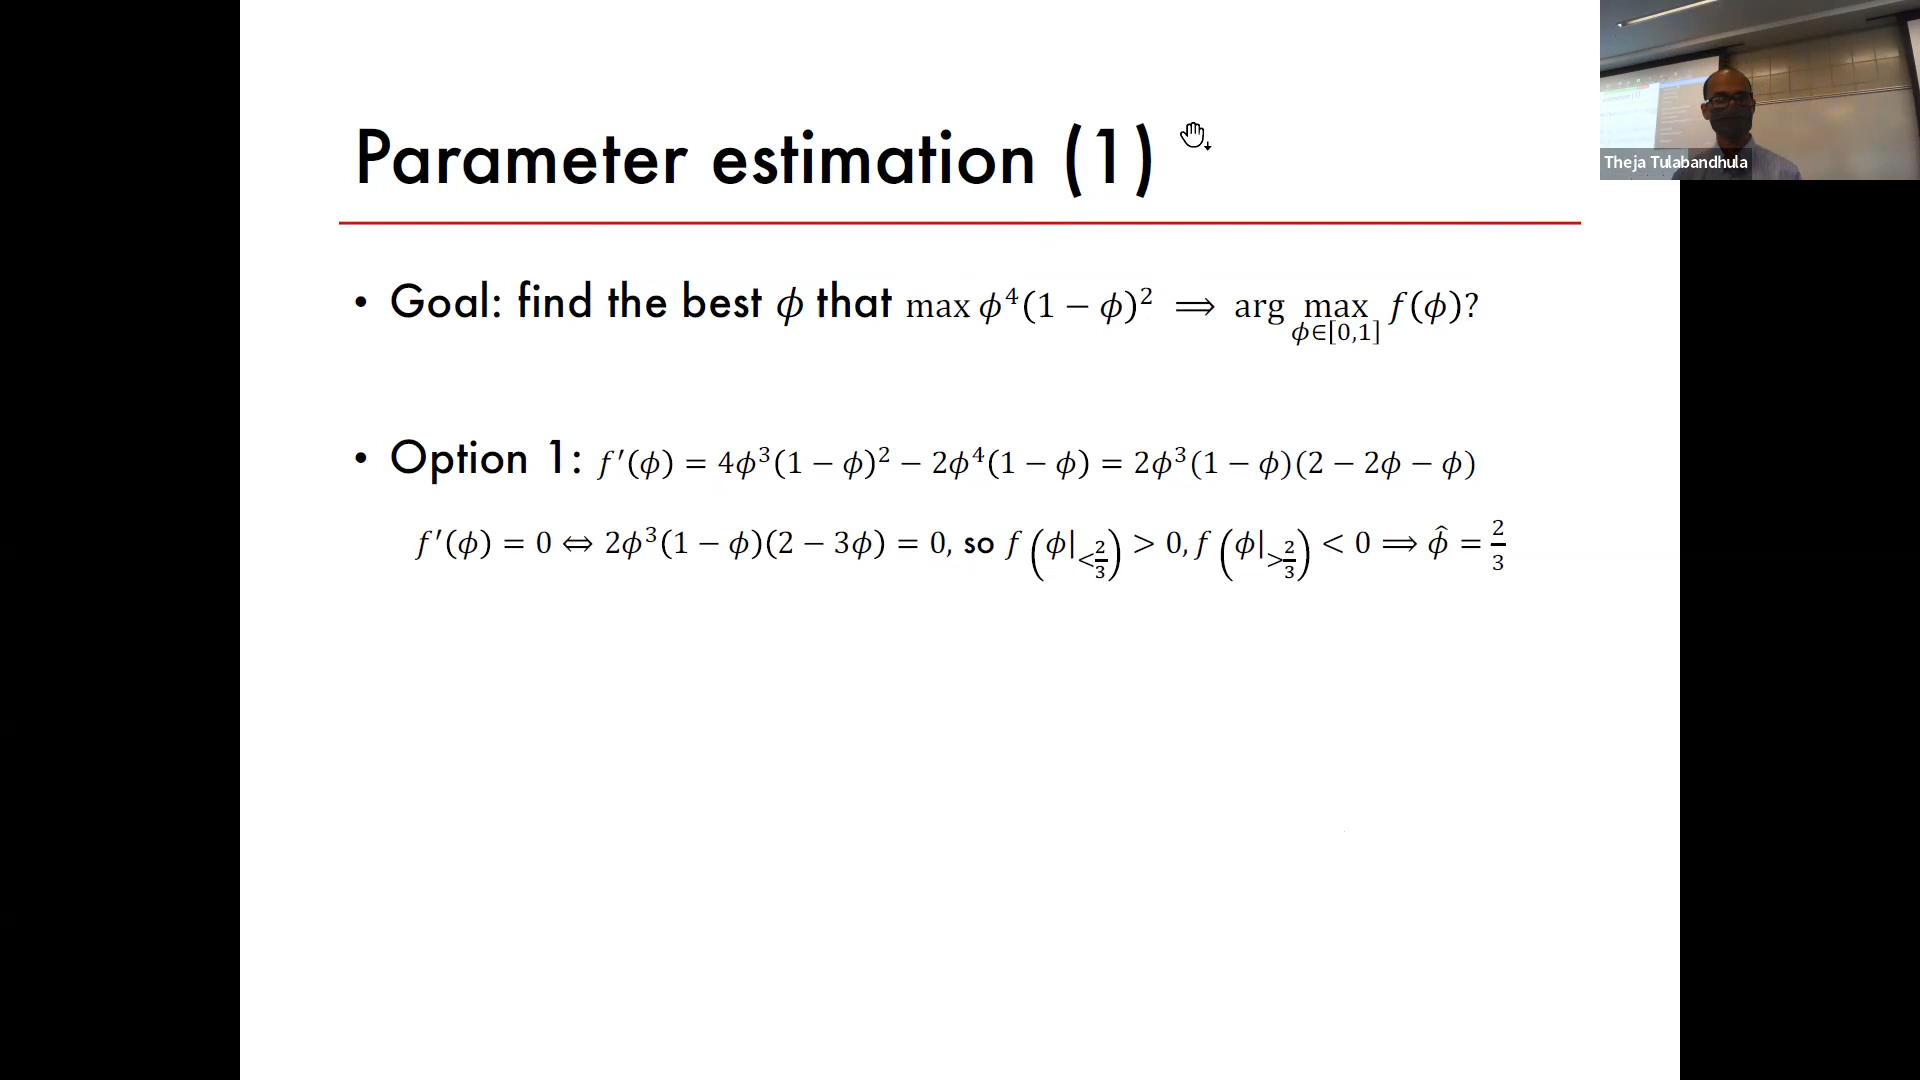 Parameter estimation (1)
Theja Tulabandhula
• Goal: find the best ϕ that max ϕ⁴(1 − ϕ)² ⟹ arg max_{ϕ∈[0,1]} f(ϕ)?
• Option 1: f′(ϕ) = 4ϕ³(1 − ϕ)² − 2ϕ⁴(1 − ϕ) = 2ϕ³(1 − ϕ)(2 − 2ϕ − ϕ)
f′(ϕ) = 0 ⇔ 2ϕ³(1 − ϕ)(2 − 3ϕ) = 0, so f(ϕ|_{<2/3}) > 0, f(ϕ|_{>2/3}) < 0 ⟹ ϕ̂ = 2/3